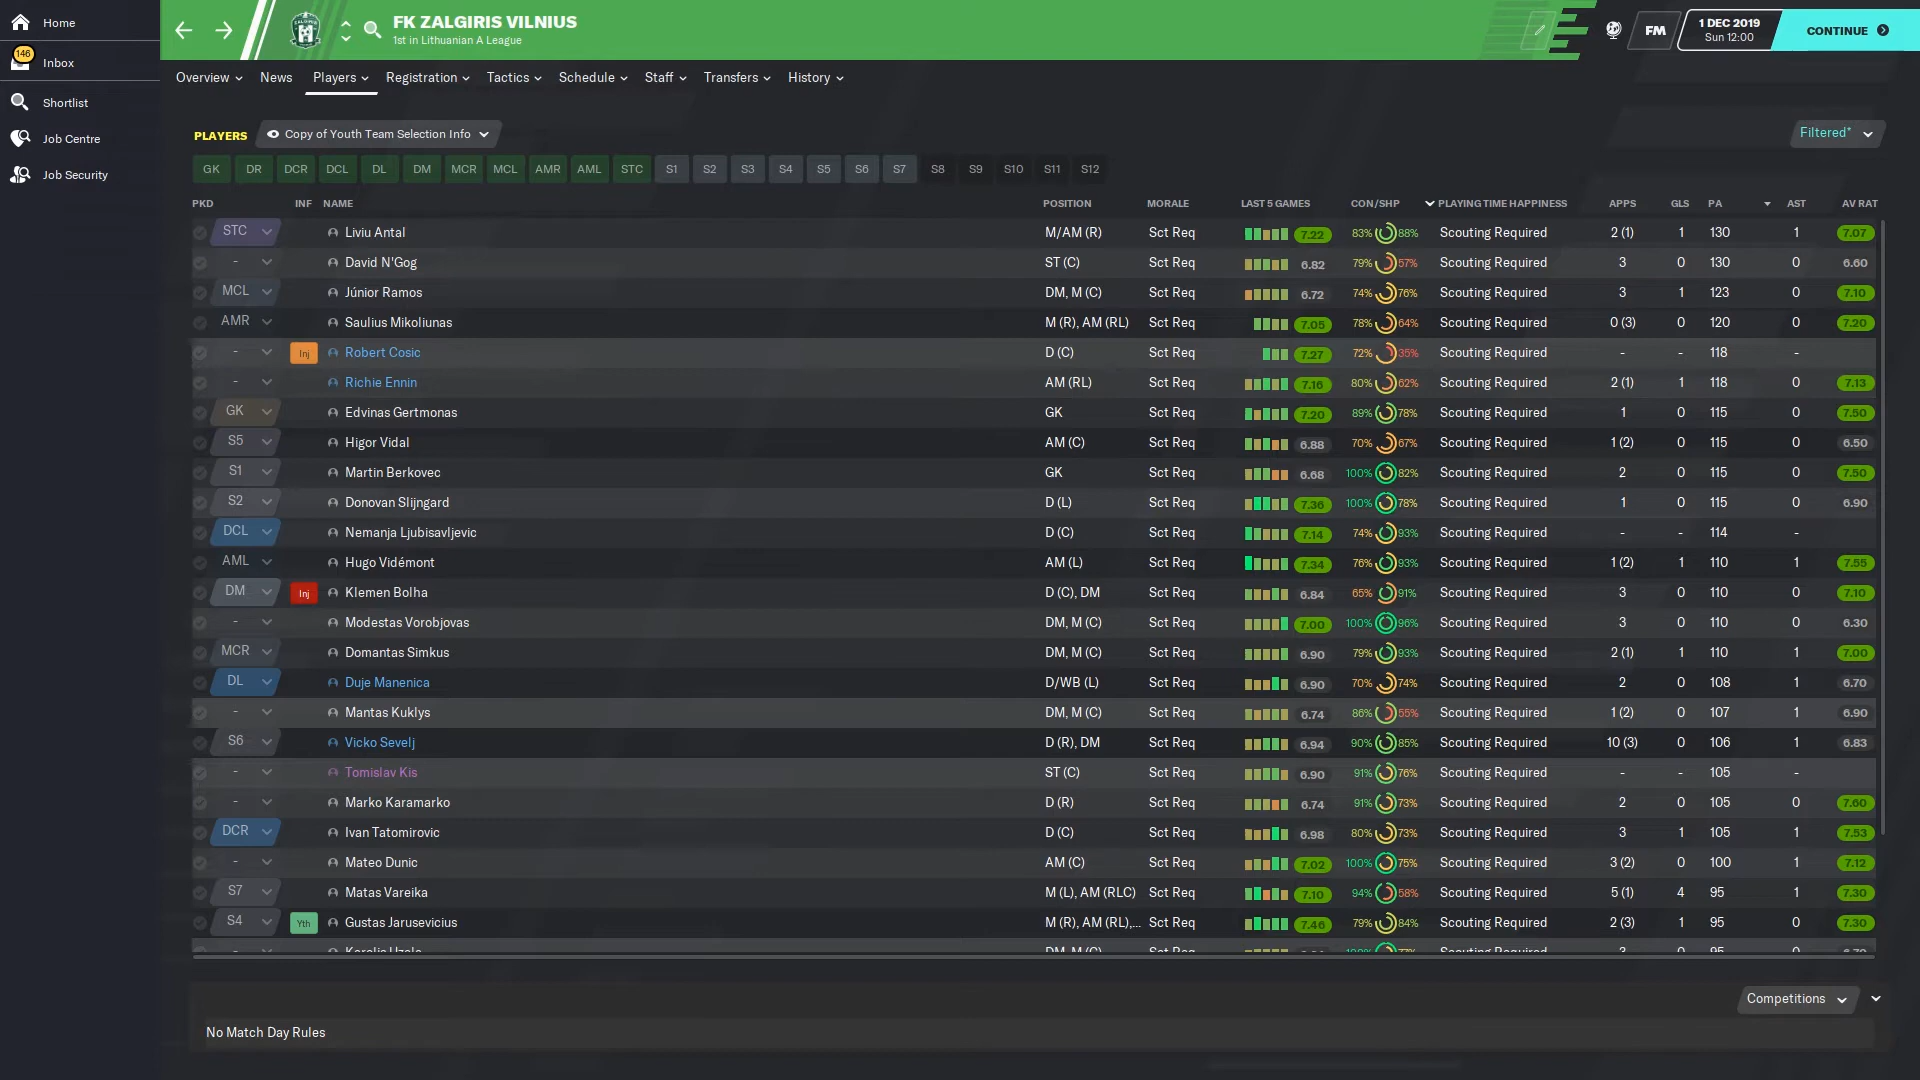 Home
146
Inbox
Shortlist
Job Centre
Job Security
FK ZALGIRIS VILNIUS
1st in Lithuanian A League
FM
1 DEC 2019
Sun 12:00
CONTINUE
Overview News Players Registration Tactics Schedule Staff Transfers History
PLAYERS Copy of Youth Team Selection Info Filtered*
GK DR DCR DCL DL DM MCR MCL AMR AML STC S1 S2 S3 S4 S5 S6 S7 S8 S9 S10 S11 S12
PKD INF NAME POSITION MORALE LAST 5 GAMES CON/SHP PLAYING TIME HAPPINESS APPS GLS PA AST AV RAT
STC Liviu Antal M/AM (R) Sct Req 7.22 83% 88% Scouting Required 2 (1) 1 130 1 7.07
- David N'Gog ST (C) Sct Req 6.82 79% 57% Scouting Required 3 0 130 0 6.60
MCL Júnior Ramos DM, M (C) Sct Req 6.72 74% 76% Scouting Required 3 1 123 0 7.10
AMR Saulius Mikoliunas M (R), AM (RL) Sct Req 7.05 78% 64% Scouting Required 0 (3) 0 120 0 7.20
- Inj Robert Cosic D (C) Sct Req 7.27 72% 35% Scouting Required - - 118 -
- Richie Ennin AM (RL) Sct Req 7.16 80% 62% Scouting Required 2 (1) 1 118 0 7.13
GK Edvinas Gertmonas GK Sct Req 7.20 89% 78% Scouting Required 1 0 115 0 7.50
S5 Higor Vidal AM (C) Sct Req 6.88 70% 67% Scouting Required 1 (2) 0 115 0 6.50
S1 Martin Berkovec GK Sct Req 6.68 100% 82% Scouting Required 2 0 115 0 7.50
S2 Donovan Slijngard D (L) Sct Req 7.36 100% 78% Scouting Required 1 0 115 0 6.90
DCL Nemanja Ljubisavljevic D (C) Sct Req 7.14 74% 93% Scouting Required - - 114 -
AML Hugo Vidémont AM (L) Sct Req 7.34 76% 93% Scouting Required 1 (2) 1 110 1 7.55
DM Inj Klemen Bolha D (C), DM Sct Req 6.84 65% 91% Scouting Required 3 0 110 0 7.10
- Modestas Vorobjovas DM, M (C) Sct Req 7.00 100% 96% Scouting Required 3 0 110 0 6.30
MCR Domantas Simkus DM, M (C) Sct Req 6.90 79% 93% Scouting Required 2 (1) 1 110 1 7.00
DL Duje Manenica D/WB (L) Sct Req 6.90 70% 74% Scouting Required 2 0 108 1 6.70
- Mantas Kuklys DM, M (C) Sct Req 6.74 86% 55% Scouting Required 1 (2) 0 107 1 6.90
S6 Vicko Sevelj D (R), DM Sct Req 6.94 90% 85% Scouting Required 10 (3) 0 106 1 6.83
- Tomislav Kis ST (C) Sct Req 6.90 91% 76% Scouting Required - - 105 -
- Marko Karamarko D (R) Sct Req 6.74 91% 73% Scouting Required 2 0 105 0 7.60
DCR Ivan Tatomirovic D (C) Sct Req 6.98 80% 73% Scouting Required 3 1 105 1 7.53
- Mateo Dunic AM (C) Sct Req 7.02 100% 75% Scouting Required 3 (2) 0 100 1 7.12
S7 Matas Vareika M (L), AM (RLC) Sct Req 7.10 94% 58% Scouting Required 5 (1) 4 95 1 7.30
S4 Yth Gustas Jarusevicius M (R), AM (RL),... Sct Req 7.46 79% 84% Scouting Required 2 (3) 1 95 0 7.30
DM, M (C) Sct Req Scouting Required 3 0 95 0
Competitions
No Match Day Rules